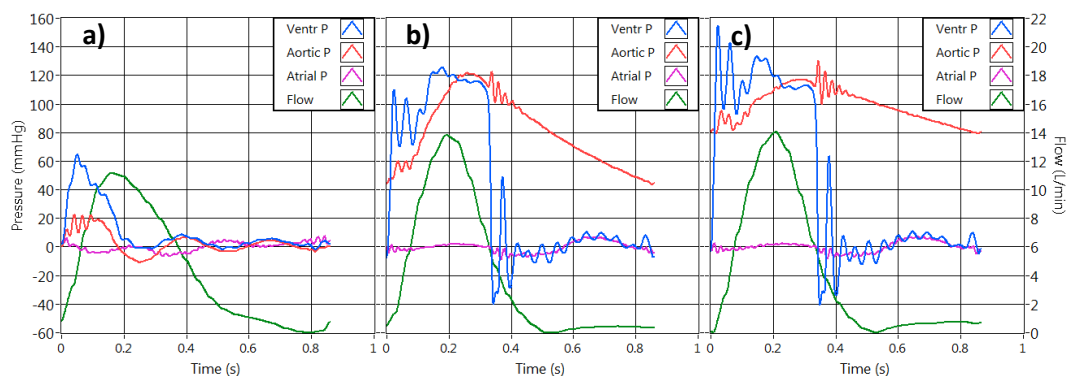 a)
Ventr P
Aortic P
Atrial P
Flow
b)
Ventr P
Aortic P
Atrial P
Flow
c)
Ventr P
Aortic P
Atrial P
Flow
Pressure (mmHg)
160
140
120
100
80
60
40
20
0
-20
-40
-60
22
20
18
16
14
12
10
8
6
4
2
0
Flow (L/min)
0 0.2 0.4 0.6 0.8 1
0 0.2 0.4 0.6 0.8 1
0 0.2 0.4 0.6 0.8 1
Time (s)
Time (s)
Time (s)